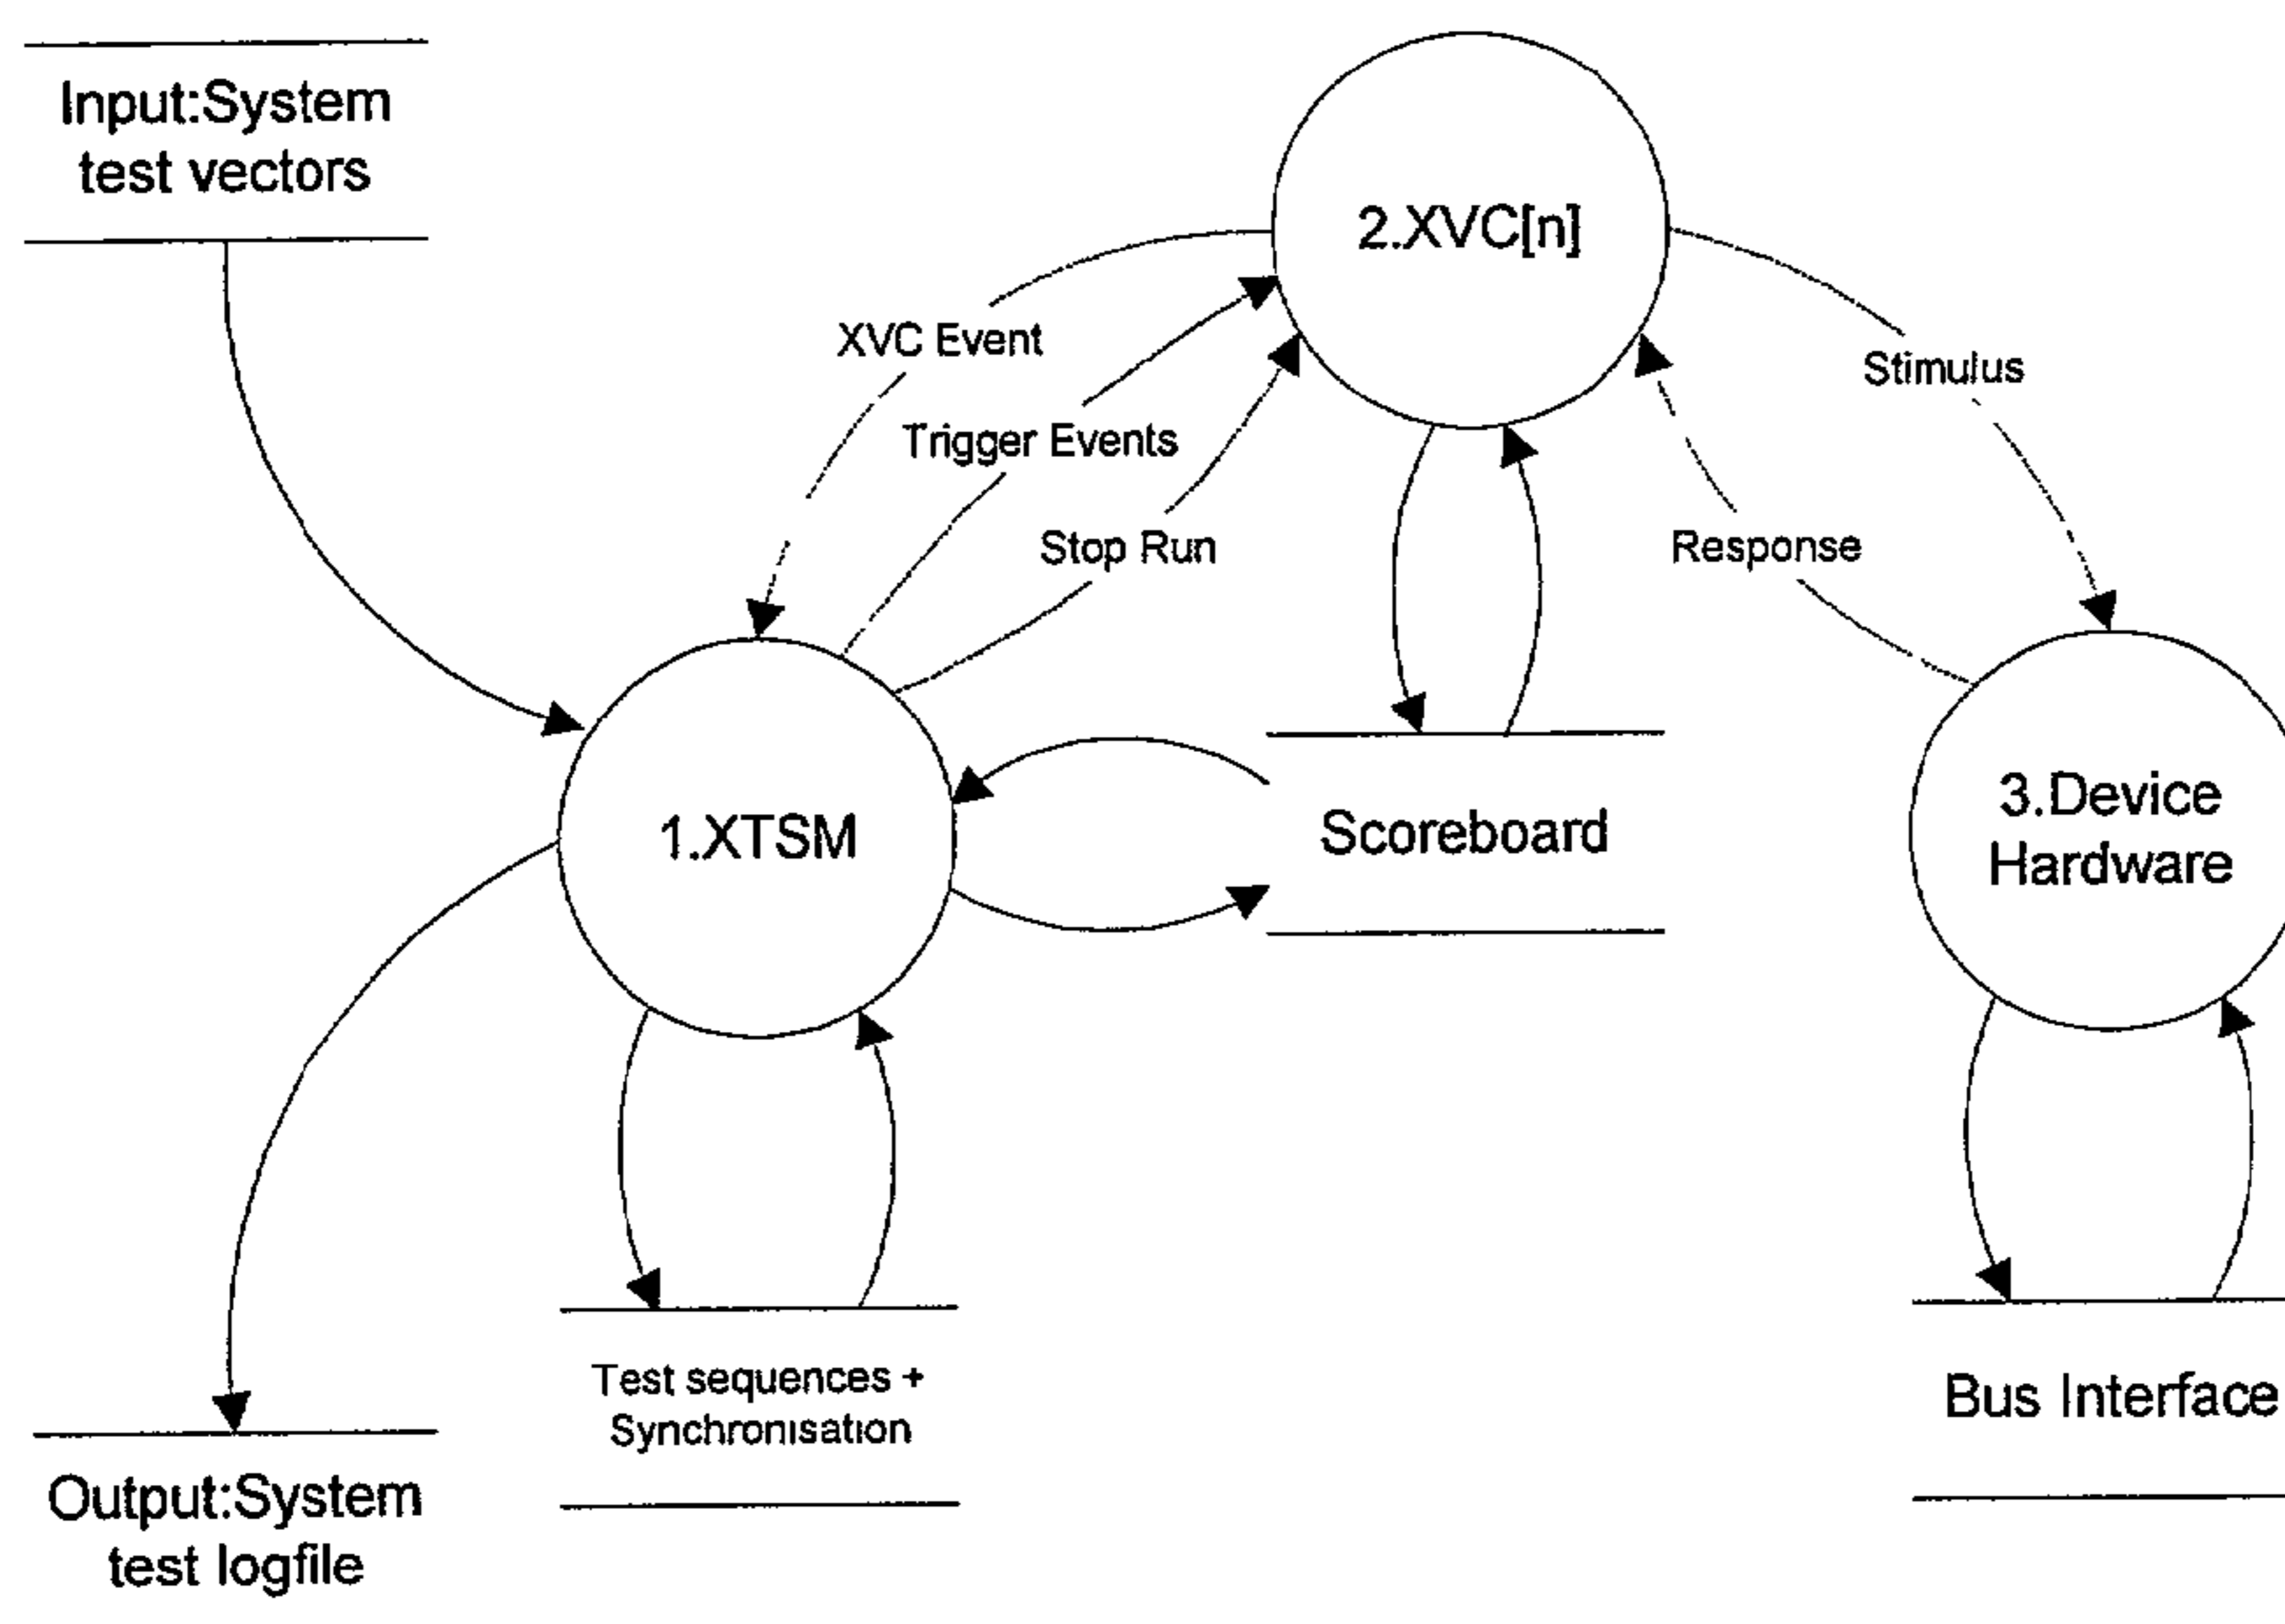 Input:System
test vectors
2.XVC[n]
XVC Event
Stimulus
Trigger Events
Stop Run
Response
1.XTSM
Scoreboard
3.Device
Hardware
Test sequences +
Synchronisation
Bus Interface
Output:System
test logfile